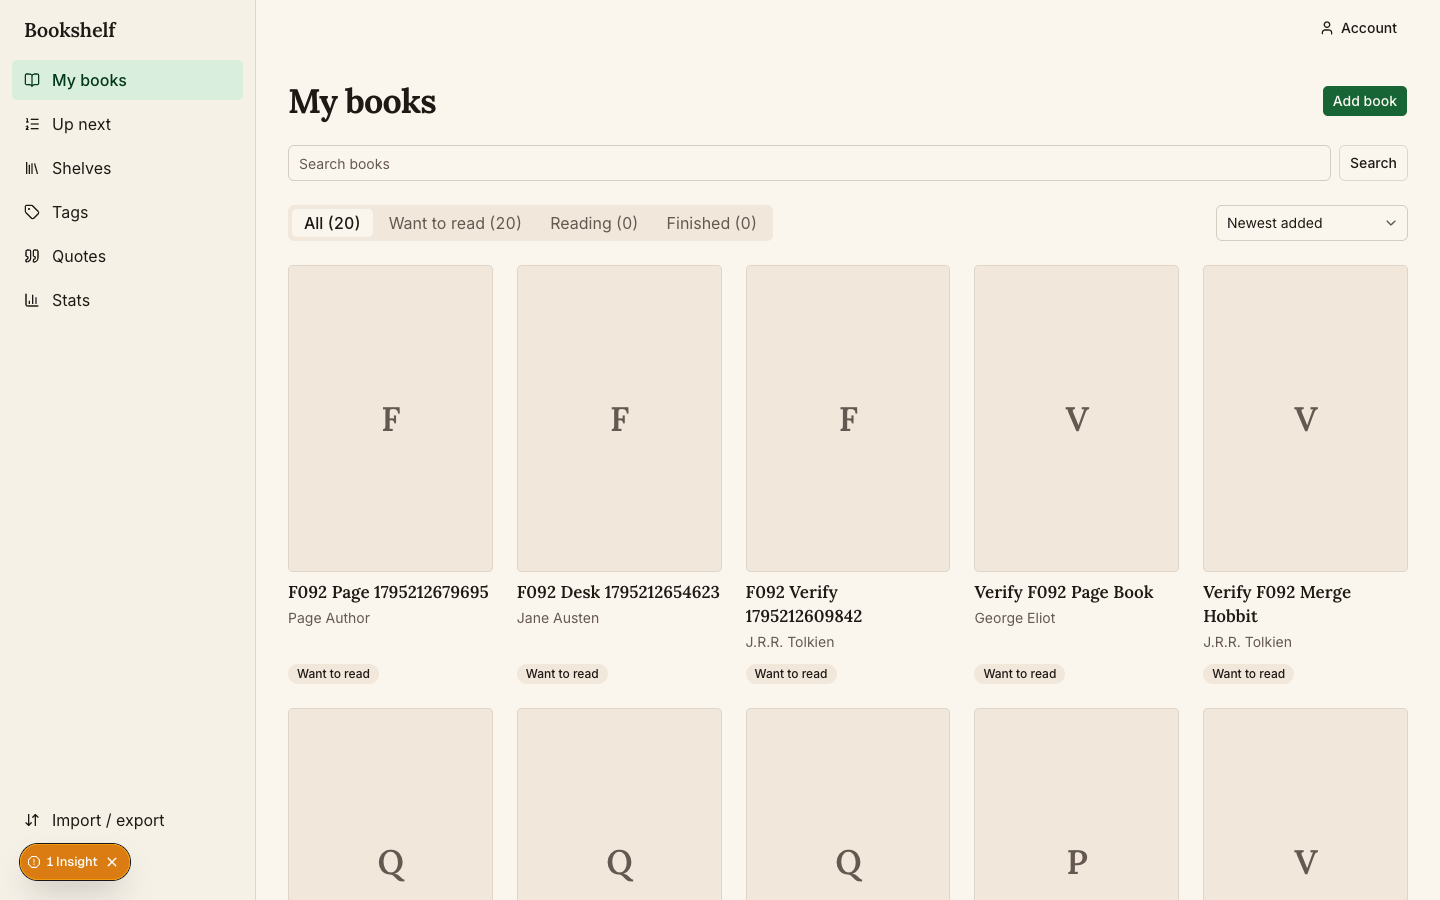 Bookshelf
My books
Up next
Shelves
Tags
Quotes
Stats
Import / export
1 Insight
Account
My books
Add book
Search books
Search
All (20)
Want to read (20)
Reading (0)
Finished (0)
Newest added
F
F
F
V
V
F092 Page 1795212679695
Page Author
Want to read
F092 Desk 1795212654623
Jane Austen
Want to read
F092 Verify
1795212609842
J.R.R. Tolkien
Want to read
Verify F092 Page Book
George Eliot
Want to read
Verify F092 Merge
Hobbit
J.R.R. Tolkien
Want to read
Q
Q
Q
P
V